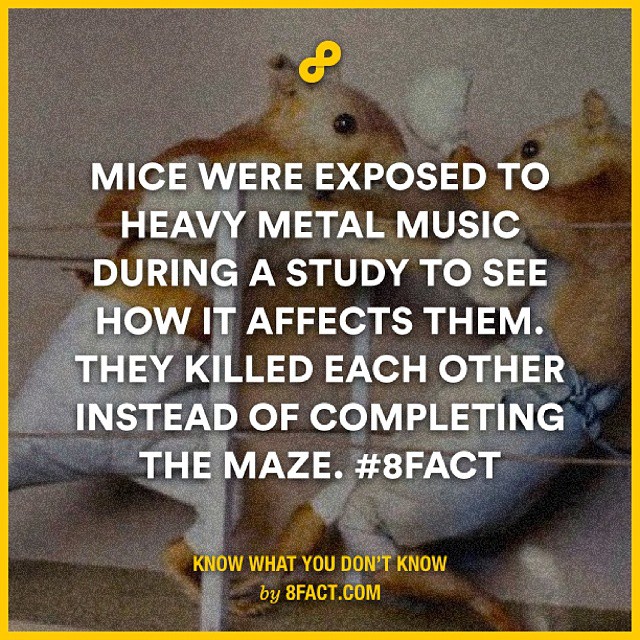 MICE WERE EXPOSED TO
HEAVY METAL MUSIC
DURING A STUDY TO SEE
HOW IT AFFECTS THEM.
THEY KILLED EACH OTHER
INSTEAD OF COMPLETING
THE MAZE. #8FACT
KNOW WHAT YOU DON'T KNOW
by 8FACT.COM